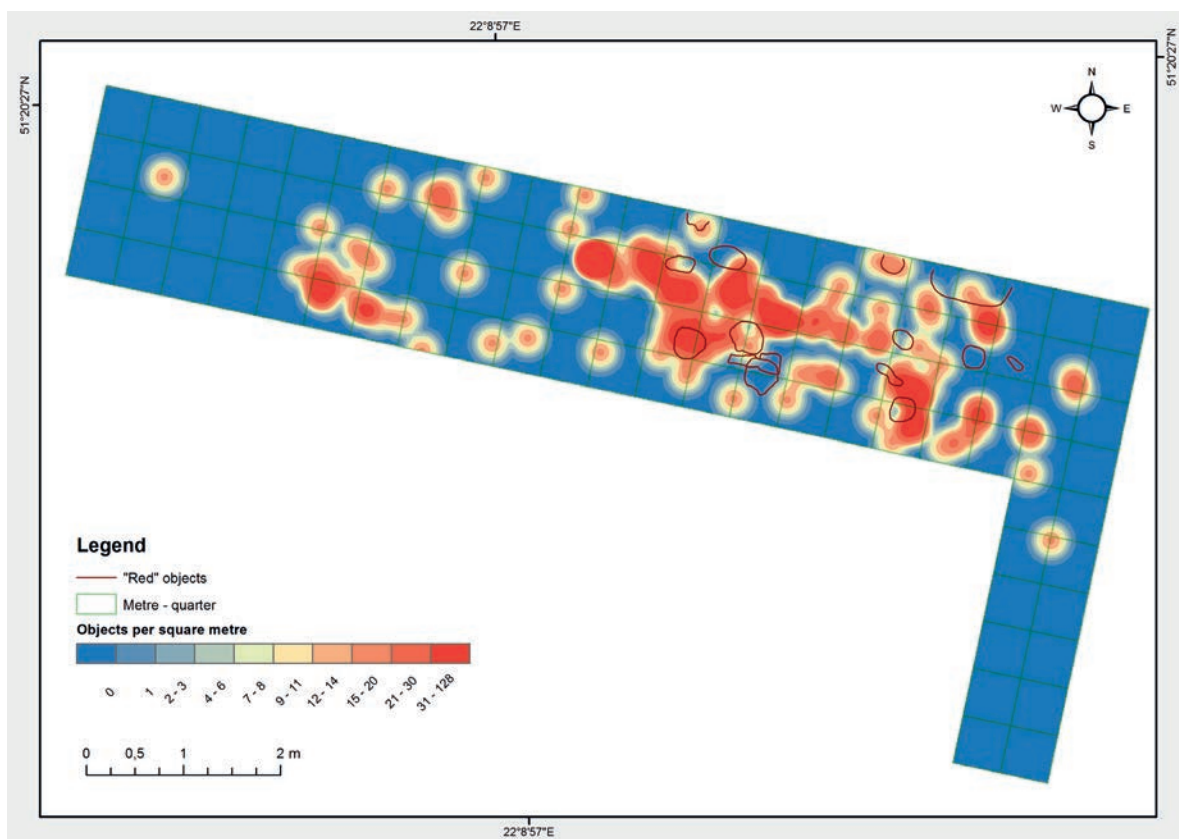 22°8'57"E
51°20'27"N
51°20'27"N
N
W E
S
Legend
"Red" objects
Metre - quarter
Objects per square metre
0 1 2 - 3 4 - 6 7 - 8 9 - 11 12 - 14 15 - 20 21 - 30 31 - 128
0 0,5 1 2 m
22°8'57"E